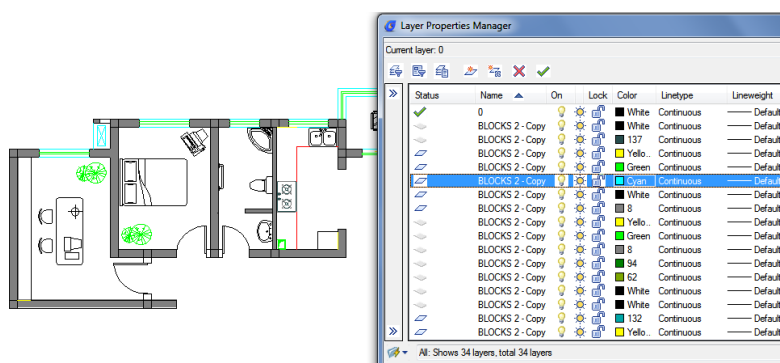 Layer Properties Manager
Current layer: 0
Status Name On Lock Color Linetype Lineweight
0 White Continuous Default
BLOCKS 2 - Copy White Continuous Default
BLOCKS 2 - Copy 137 Continuous Default
BLOCKS 2 - Copy Yello... Continuous Default
BLOCKS 2 - Copy Green Continuous Default
BLOCKS 2 - Copy Cyan Continuous Default
BLOCKS 2 - Copy White Continuous Default
BLOCKS 2 - Copy 8 Continuous Default
BLOCKS 2 - Copy Yello... Continuous Default
BLOCKS 2 - Copy Green Continuous Default
BLOCKS 2 - Copy 8 Continuous Default
BLOCKS 2 - Copy 94 Continuous Default
BLOCKS 2 - Copy 62 Continuous Default
BLOCKS 2 - Copy White Continuous Default
BLOCKS 2 - Copy White Continuous Default
BLOCKS 2 - Copy 132 Continuous Default
BLOCKS 2 - Copy Yello... Continuous Default
All: Shows 34 layers, total 34 layers